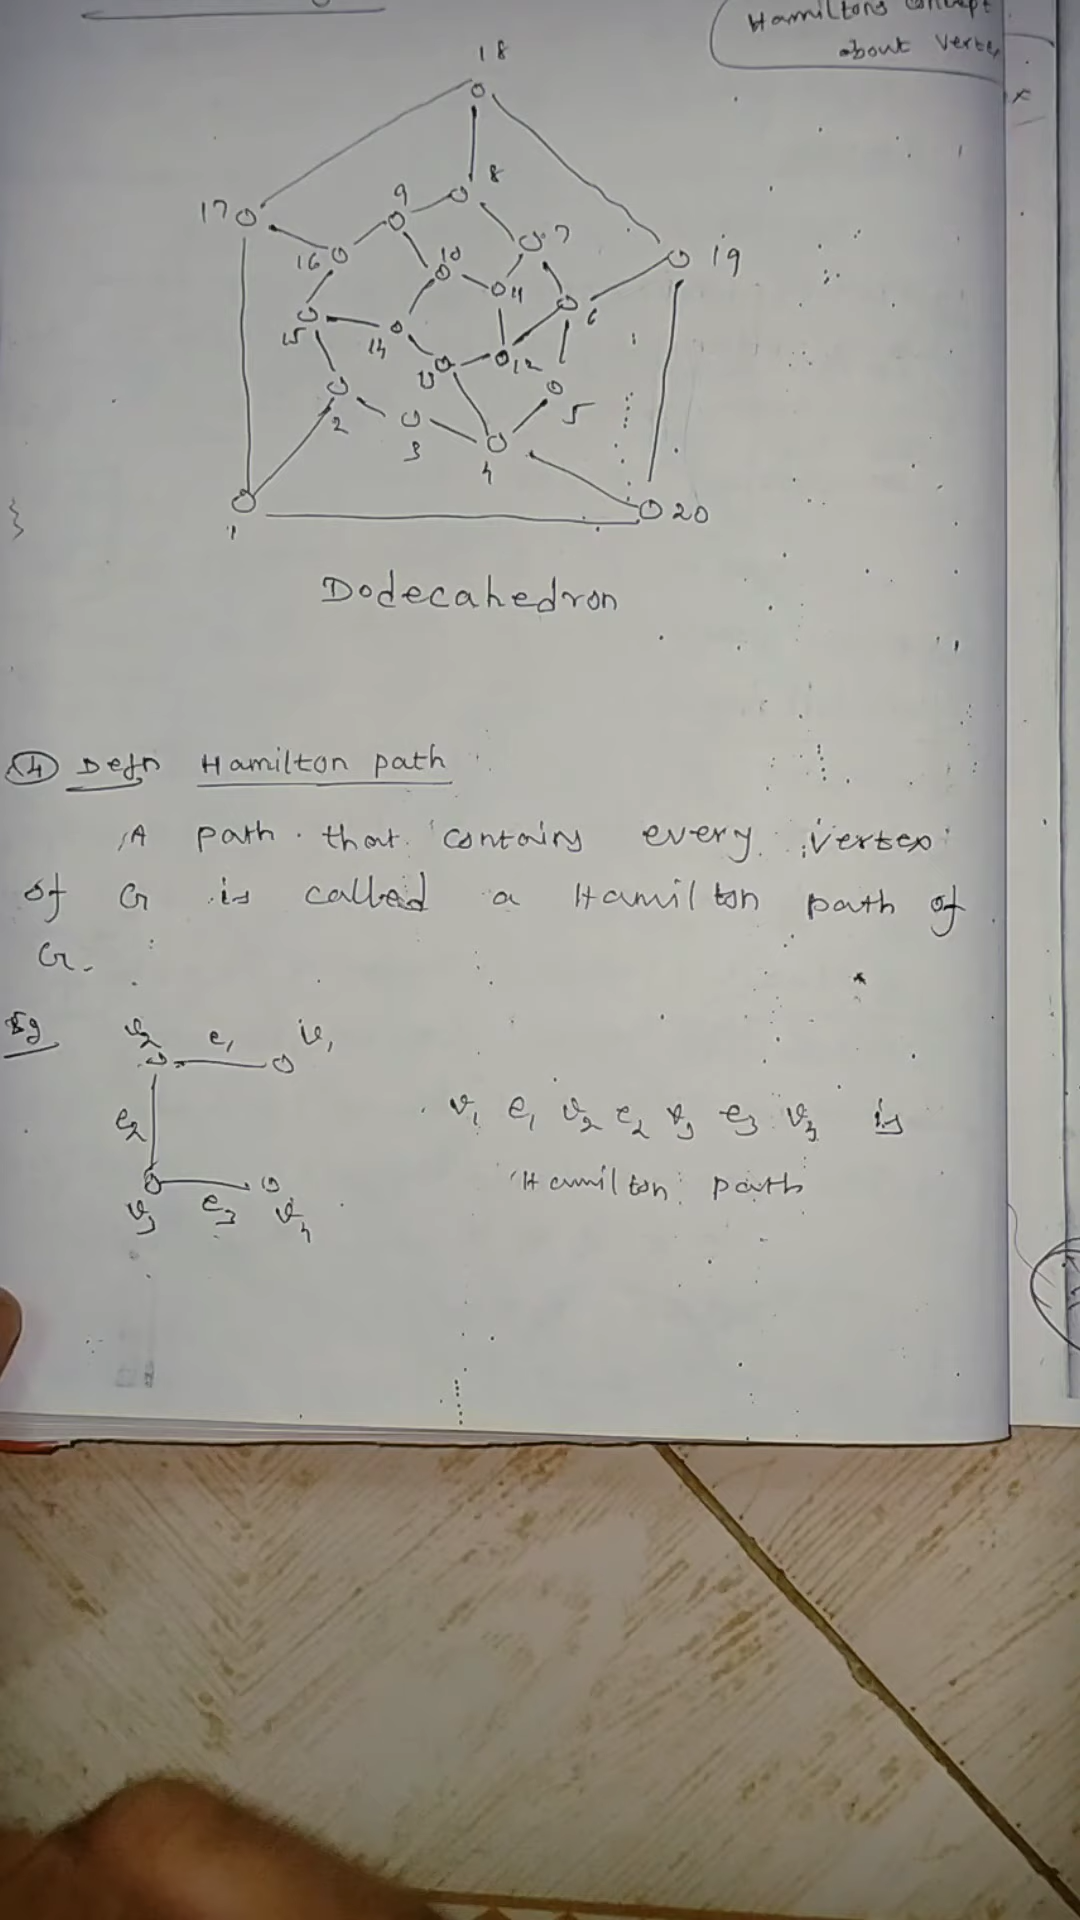 Hamiltons concept
about Verte
18
8
9
17
7
19
10
16
11
6
15
14
13
12
2
5
3
4
1
20
Dodecahedron
14 Defn Hamilton path
A path that contains every vertex
of G is called a Hamilton path of
G.
Eg
v2 e1 v1
e2
v1 e1 v2 e2 v3 e3 v4 is
Hamilton path
v3 e3 v4